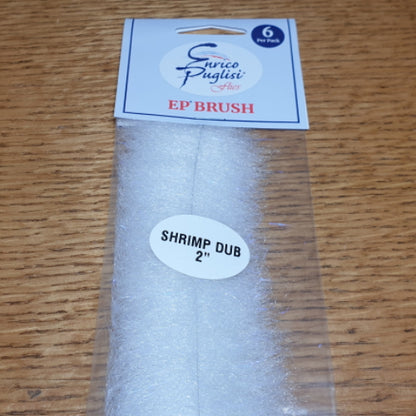 6
Per Pack
Enrico
Puglisi
flies
EP® BRUSH
SHRIMP DUB
2"